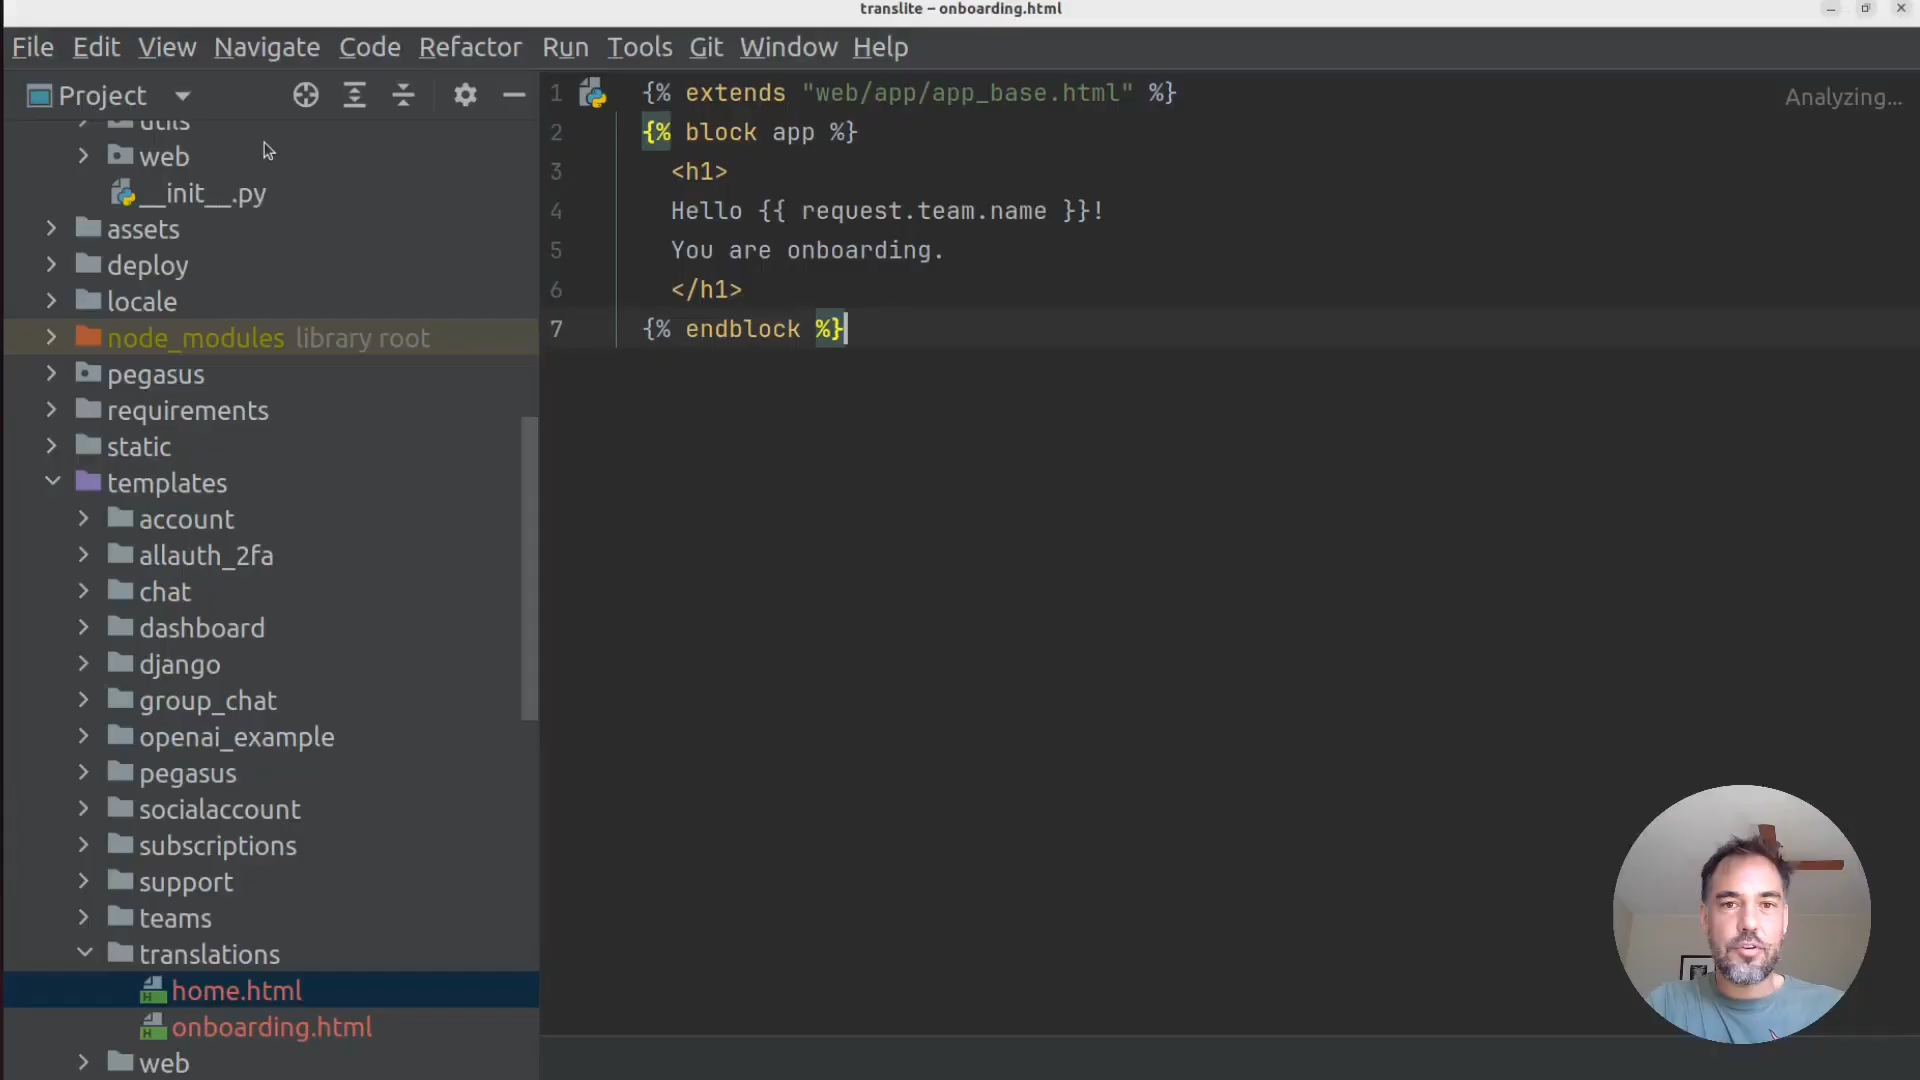 translite – onboarding.html
File Edit View Navigate Code Refactor Run Tools Git Window Help
Project
utils
web
__init__.py
assets
deploy
locale
node_modules library root
pegasus
requirements
static
templates
account
allauth_2fa
chat
dashboard
django
group_chat
openai_example
pegasus
socialaccount
subscriptions
support
teams
translations
home.html
onboarding.html
web
1 {% extends "web/app/app_base.html" %}
2 {% block app %}
3 <h1>
4 Hello {{ request.team.name }}!
5 You are onboarding.
6 </h1>
7 {% endblock %}
Analyzing...